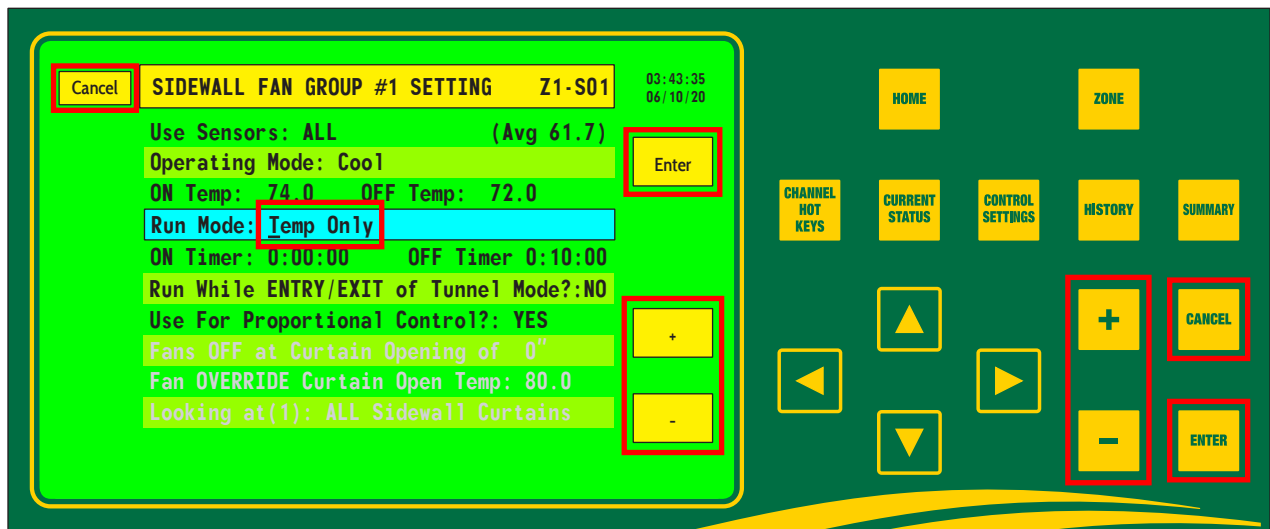 Cancel
SIDEWALL FAN GROUP #1 SETTING Z1-S01
03:43:35
06/10/20
Use Sensors: ALL (Avg 61.7)
Operating Mode: Cool
Enter
ON Temp: 74.0 OFF Temp: 72.0
Run Mode: Temp Only
ON Timer: 0:00:00 OFF Timer 0:10:00
Run While ENTRY/EXIT of Tunnel Mode?:NO
Use For Proportional Control?: YES
+
Fans OFF at Curtain Opening of 0"
Fan OVERRIDE Curtain Open Temp: 80.0
Looking at(1): ALL Sidewall Curtains
-
HOME
ZONE
CHANNEL
HOT
KEYS
CURRENT
STATUS
CONTROL
SETTINGS
HISTORY
SUMMARY
+
CANCEL
-
ENTER